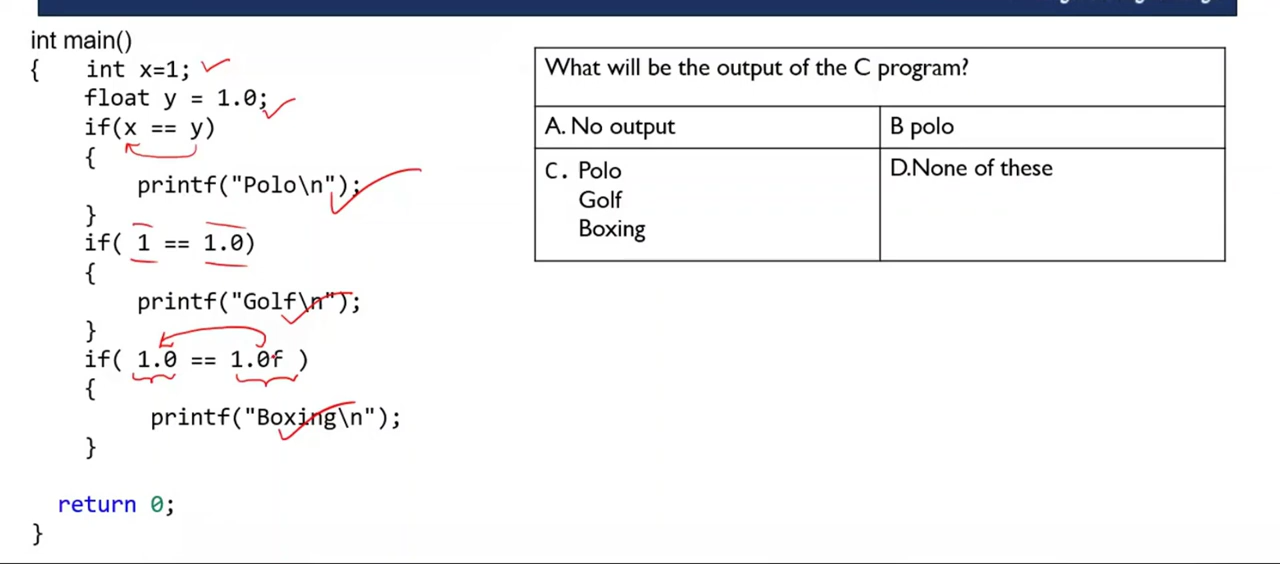 int main()
{ int x=1;
float y = 1.0;
if(x == y)
{
printf("Polo\n");
}
if( 1 == 1.0)
{
printf("Golf\n");
}
if( 1.0 == 1.0f )
{
printf("Boxing\n");
}
return 0;
}
What will be the output of the C program?
A. No output
B polo
C. Polo
Golf
Boxing
D.None of these